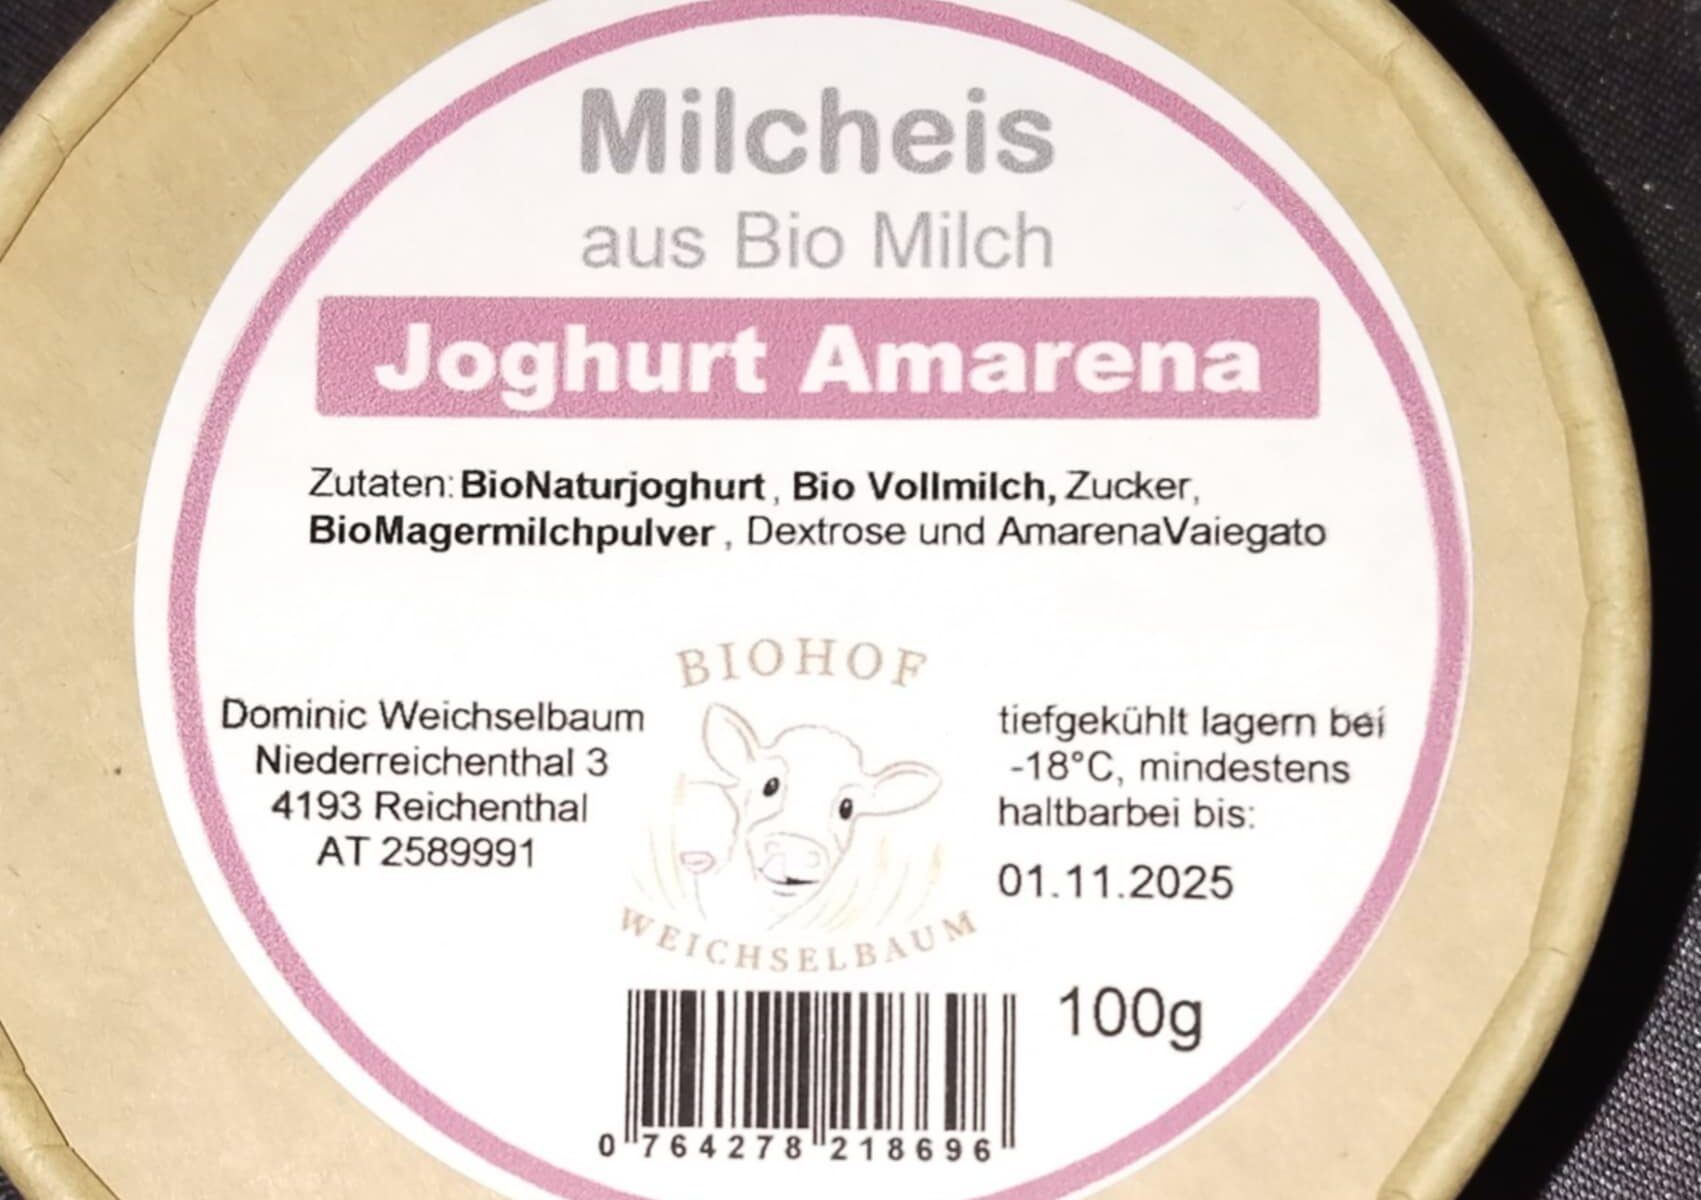 Milcheis
aus Bio Milch
Joghurt Amarena
Zutaten: BioNaturjoghurt, Bio Vollmilch, Zucker,
BioMagermilchpulver, Dextrose und AmarenaVaiegato
Dominic Weichselbaum
Niederreichenthal 3
4193 Reichenthal
AT 2589991
BIOHOF
WEICHSELBAUM
tiefgekühlt lagern bei
-18°C, mindestens
haltbarbei bis:
01.11.2025
100g
0 764278 218696